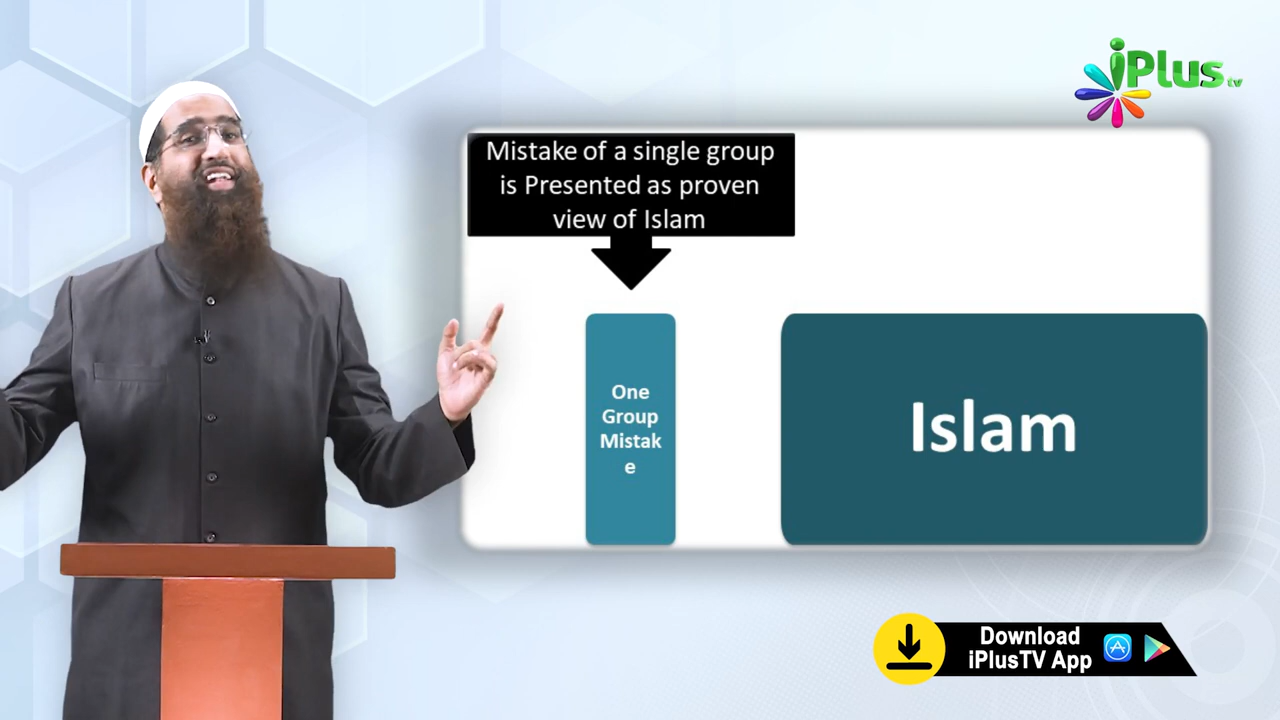 iPlus tv
Mistake of a single group
is Presented as proven
view of Islam
One
Group
Mistak
e
Islam
Download
iPlusTV App